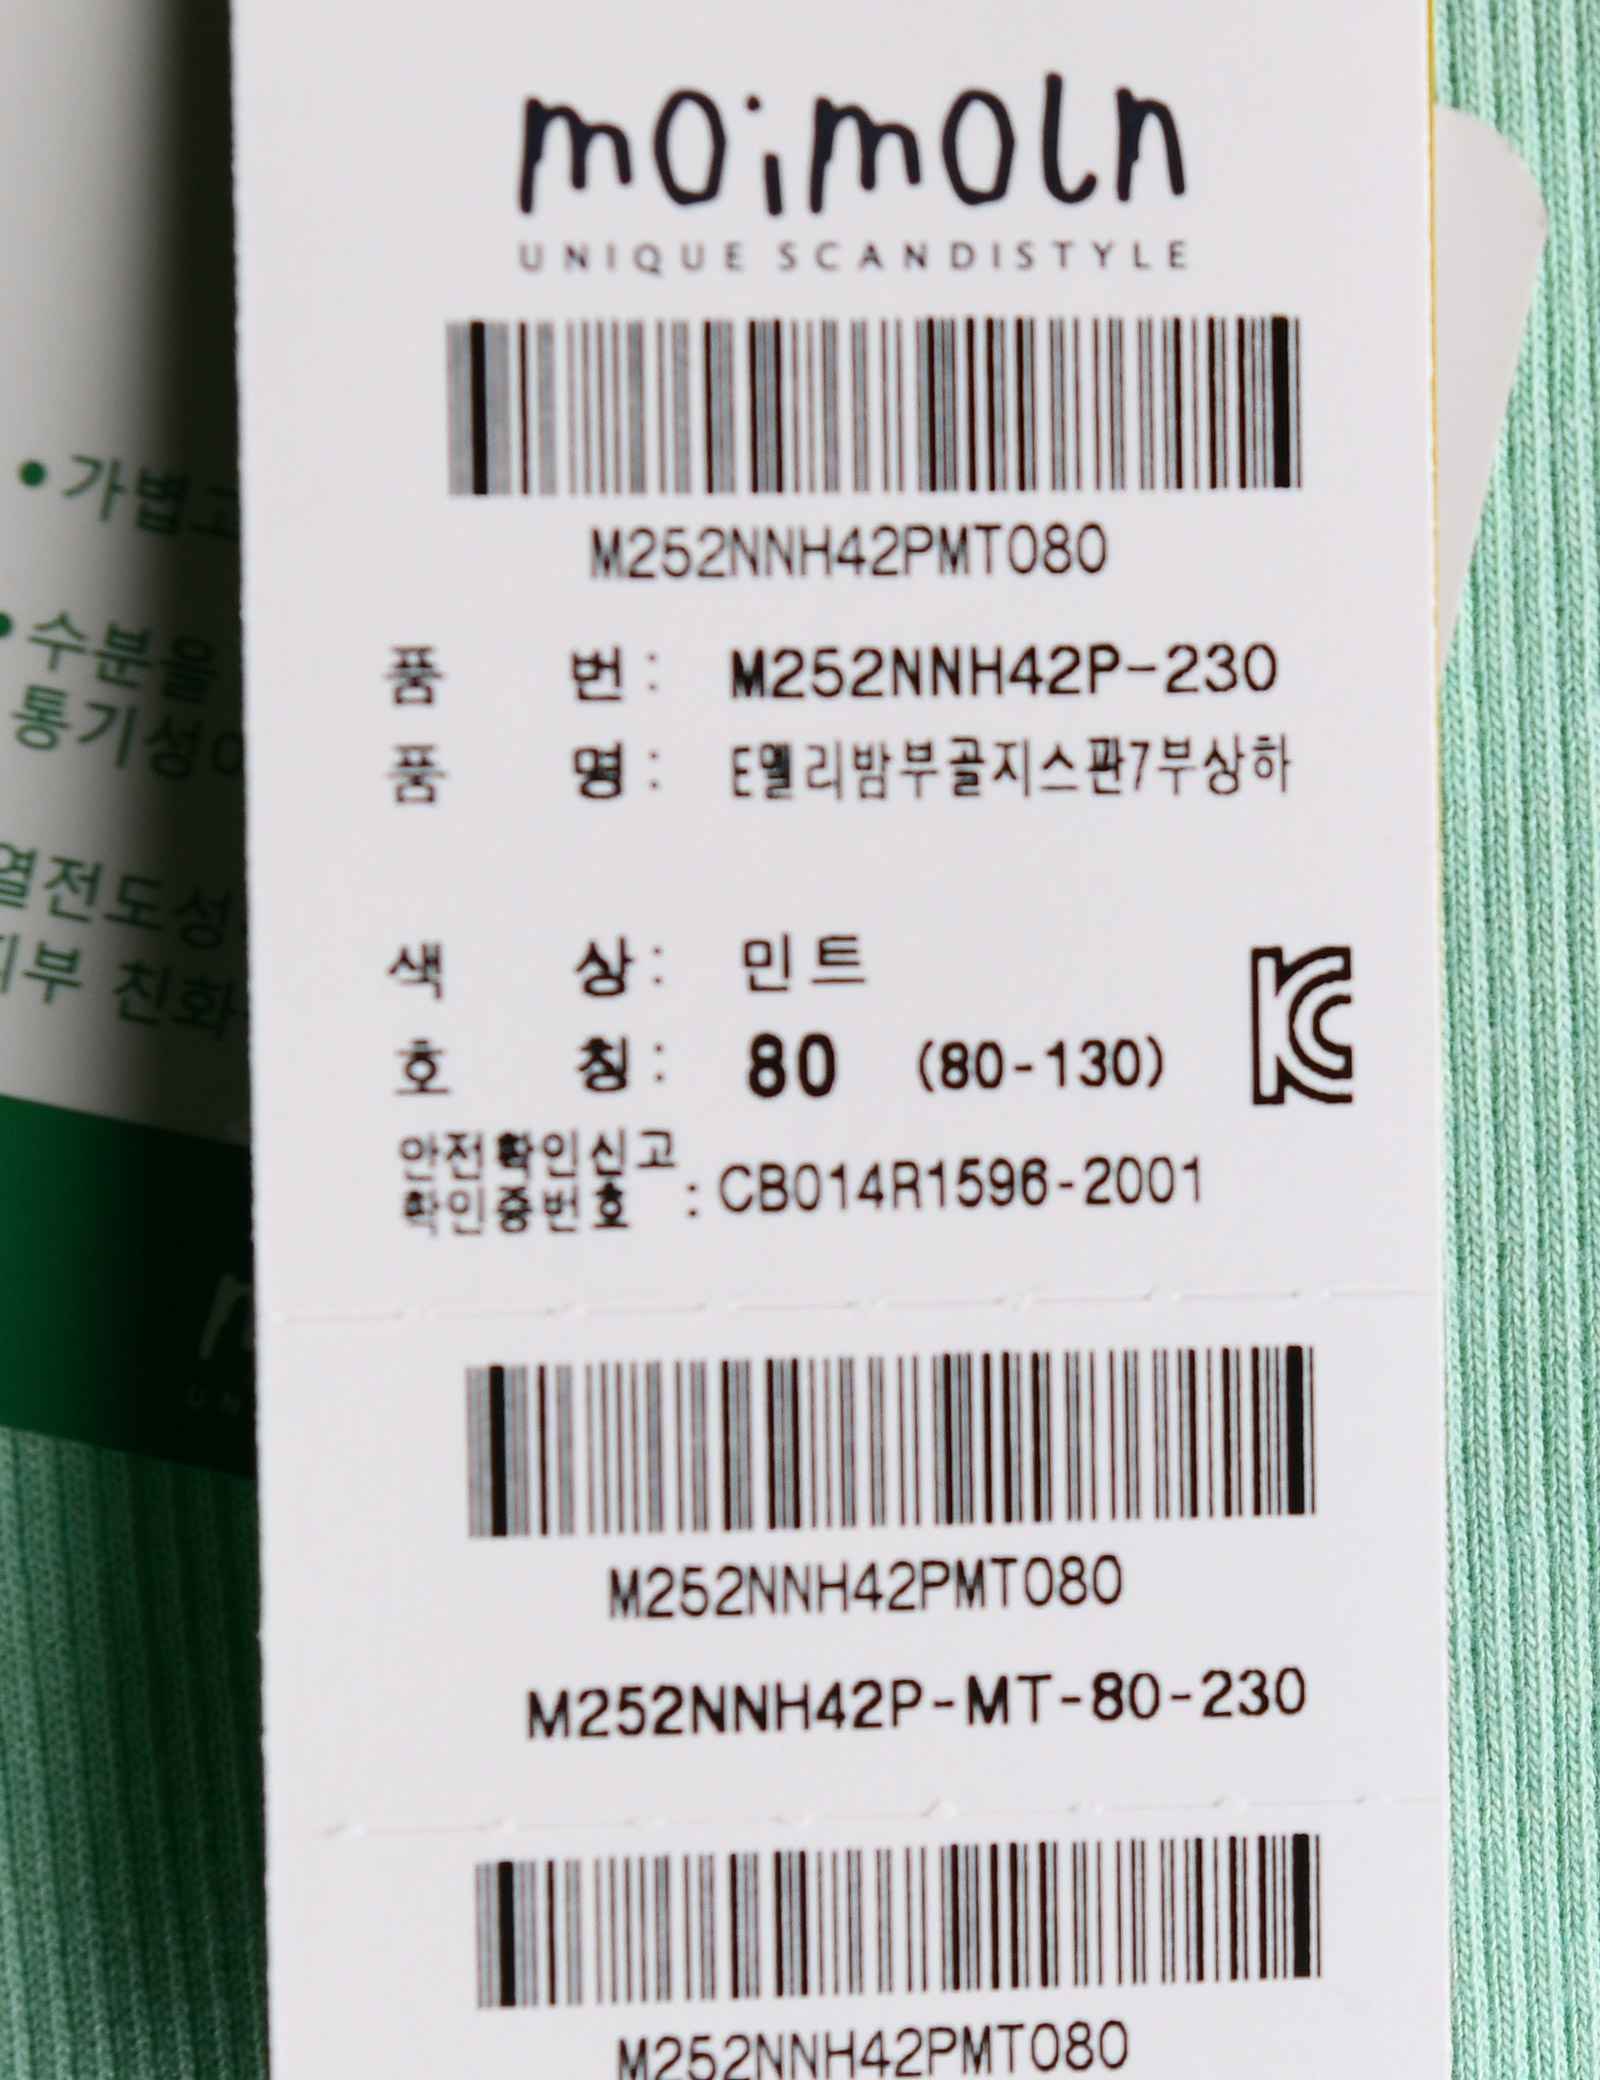 moimoln
UNIQUE SCANDISTYLE
M252NNH42PMT080
품 번 : M252NNH42P-230
품 명 : E멜리밤부골지스판7부상하
색 상 : 민트
호 칭 : 80 (80-130)
안전확인신고
확인증번호 : CB014R1596-2001
M252NNH42PMT080
M252NNH42P-MT-80-230
M252NNH42PMT080
• 가볍고
• 수분을
통기성이
열전도성
피부 친화